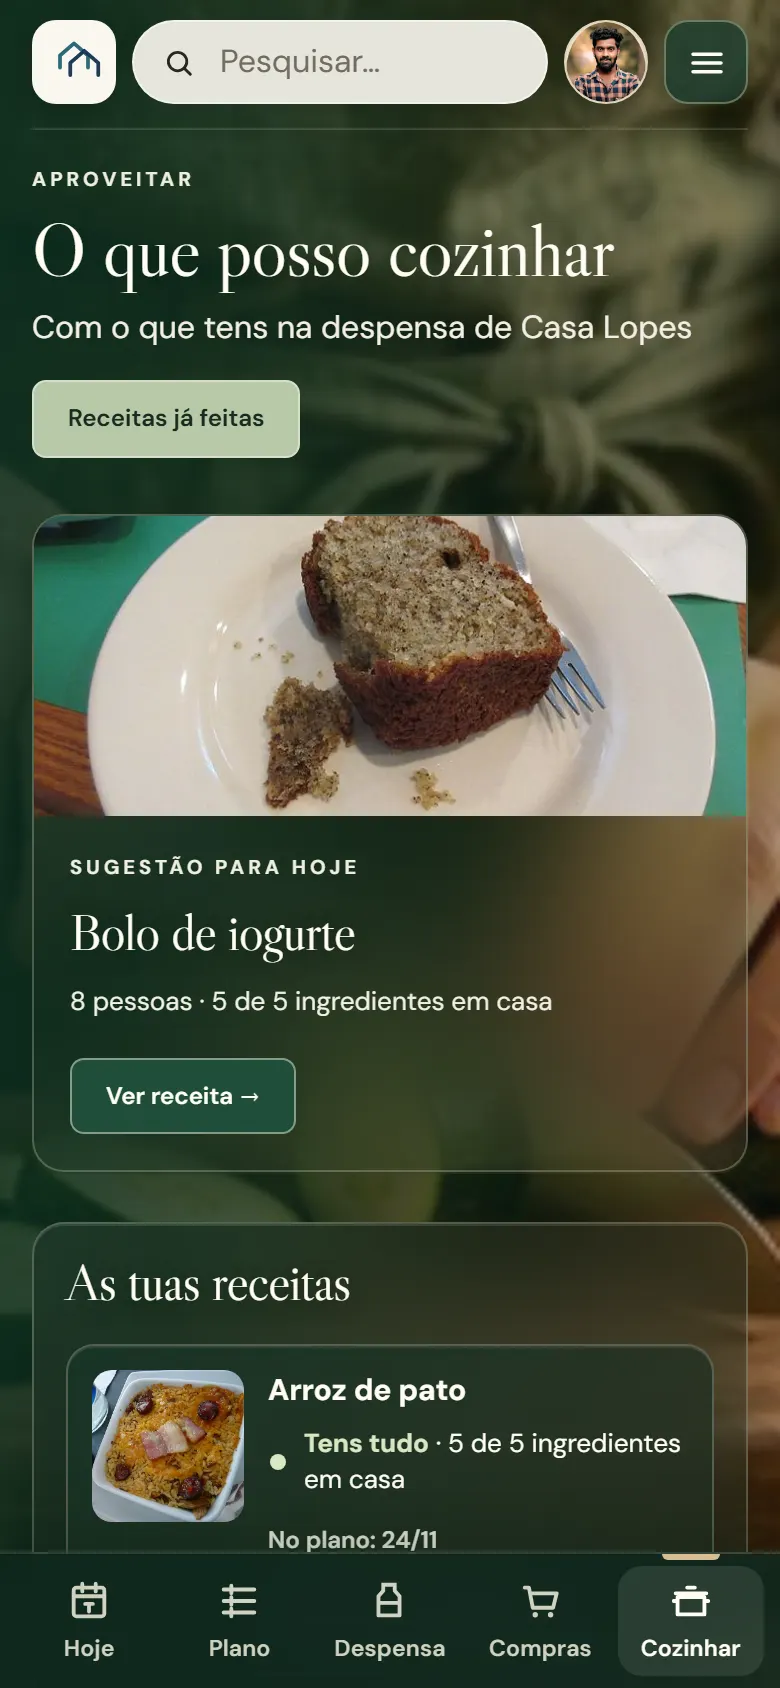 Pesquisar...
APROVEITAR
O que posso cozinhar
Com o que tens na despensa de Casa Lopes
Receitas já feitas
SUGESTÃO PARA HOJE
Bolo de iogurte
8 pessoas · 5 de 5 ingredientes em casa
Ver receita →
As tuas receitas
Arroz de pato
Tens tudo · 5 de 5 ingredientes
em casa
No plano: 24/11
Hoje
Plano
Despensa
Compras
Cozinhar